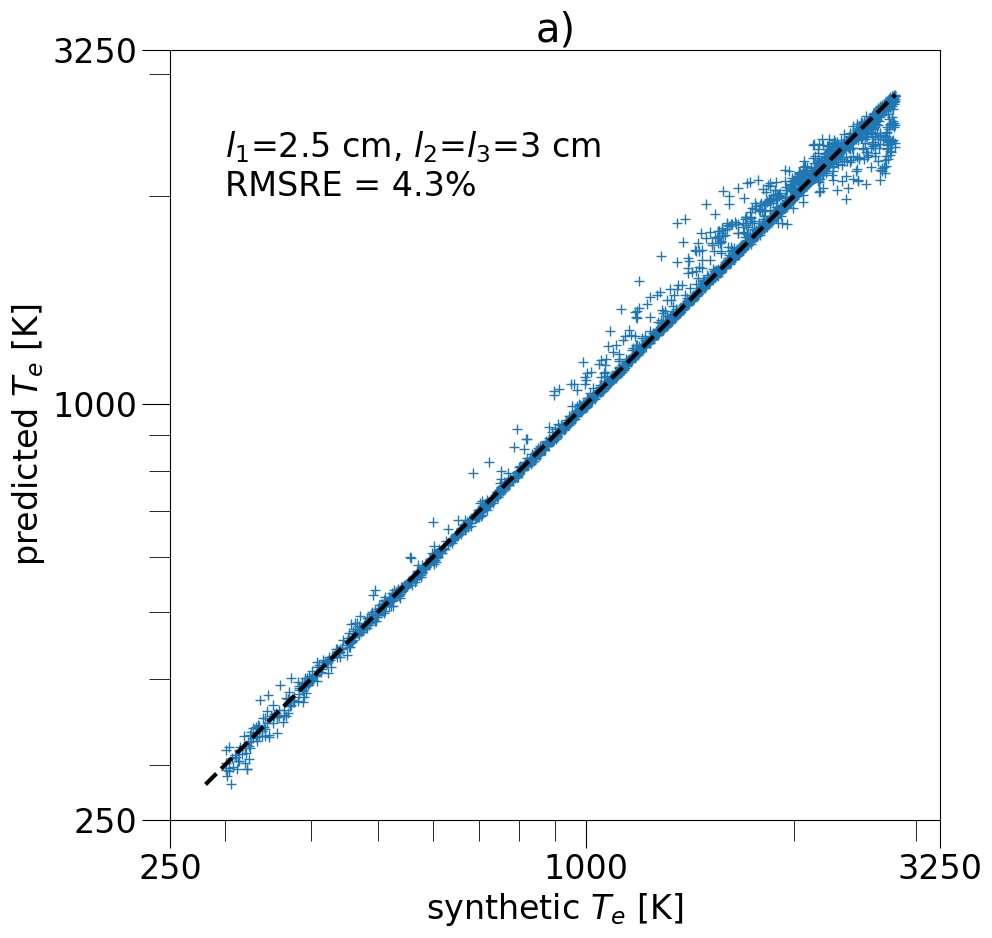 a)
3250
l₁=2.5 cm, l₂=l₃=3 cm
RMSRE = 4.3%
predicted Tₑ [K]
1000
250
250 1000 3250
synthetic Tₑ [K]